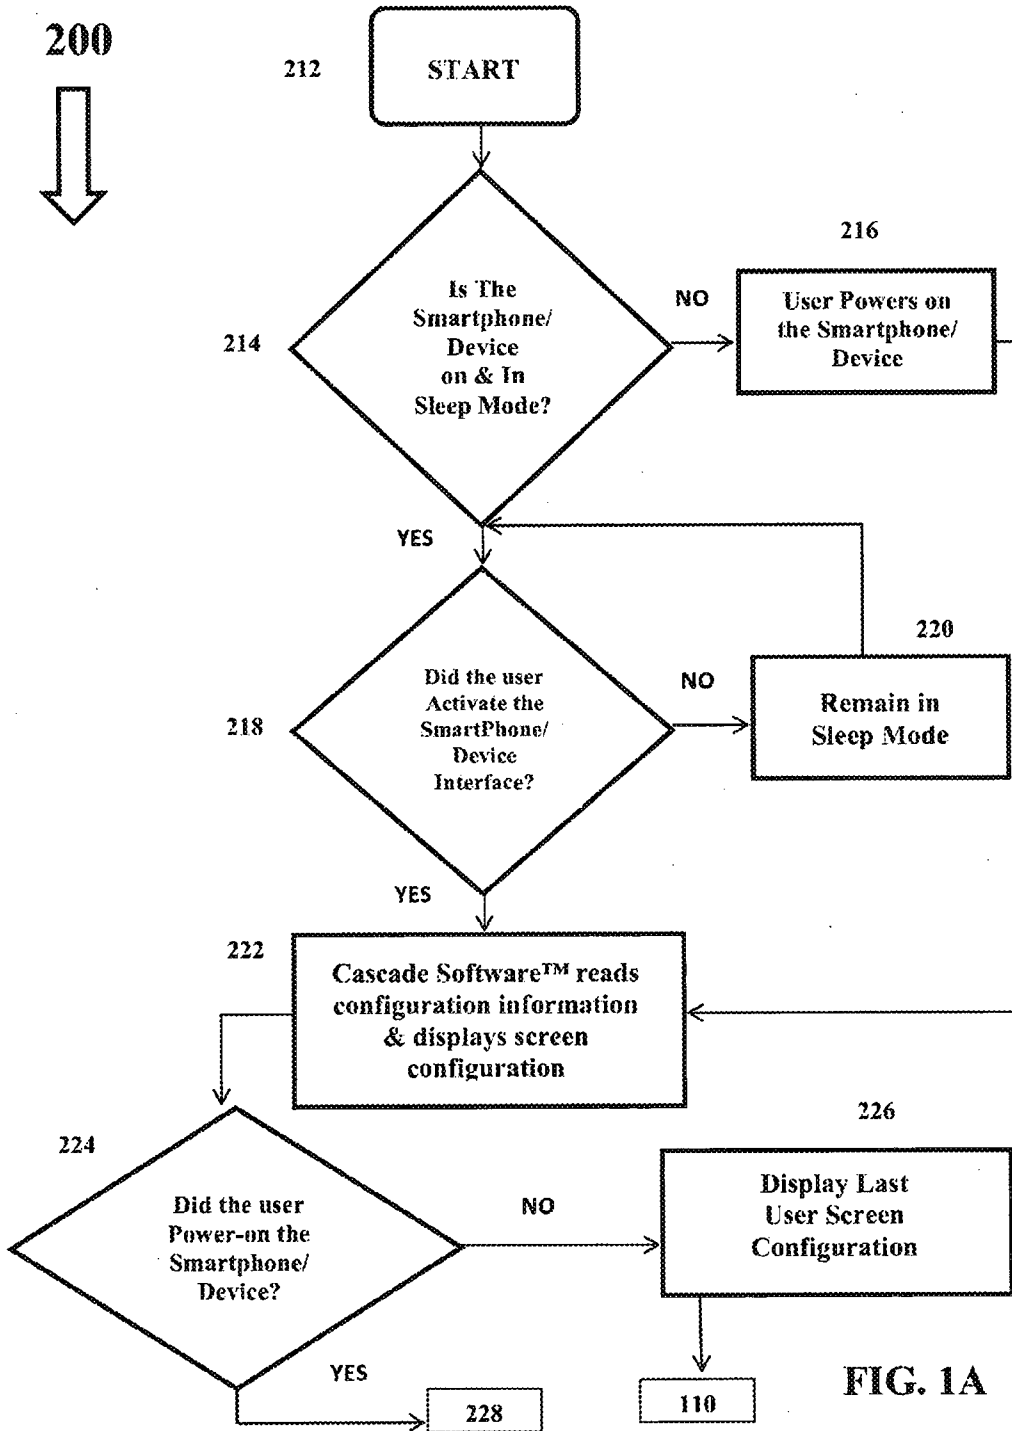 200
212
START
216
Is The
Smartphone/
Device
on & In
Sleep Mode?
214
NO
User Powers on
the Smartphone/
Device
YES
220
Did the user
Activate the
SmartPhone/
Device
Interface?
218
NO
Remain in
Sleep Mode
YES
222
Cascade Software™ reads
configuration information
& displays screen
configuration
226
224
Did the user
Power-on the
Smartphone/
Device?
NO
Display Last
User Screen
Configuration
YES
228
110
FIG. 1A